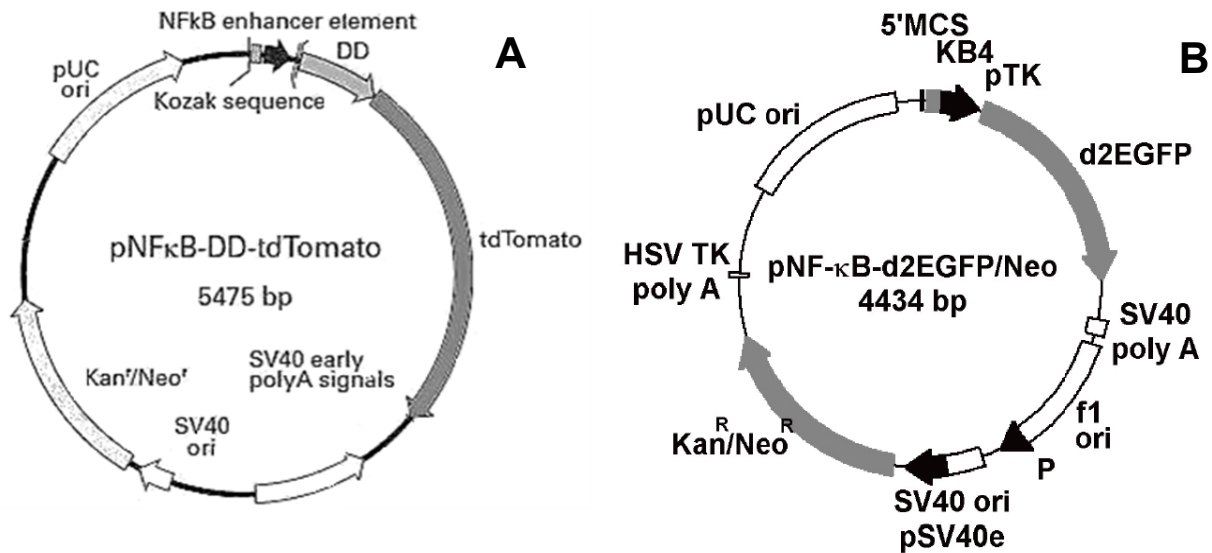 NFkB enhancer element
DD
A
pUC
ori
Kozak sequence
pNFκB-DD-tdTomato
5475 bp
tdTomato
SV40 early
polyA signals
Kanʳ/Neoʳ
SV40
ori
5'MCS
KB4
pTK
B
pUC ori
d2EGFP
HSV TK
poly A
pNF-κB-d2EGFP/Neo
4434 bp
SV40
poly A
f1
ori
P
Kanᴿ/Neoᴿ
SV40 ori
pSV40e